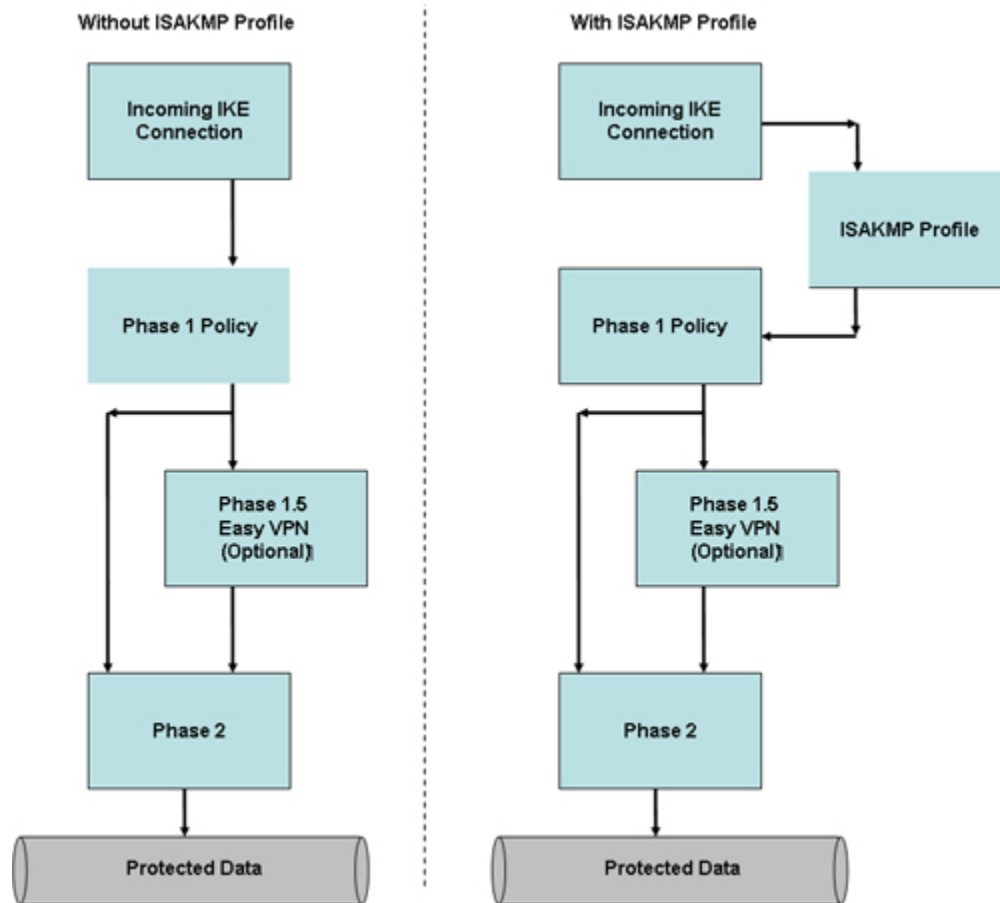 Without ISAKMP Profile
Incoming IKE
Connection
Phase 1 Policy
Phase 1.5
Easy VPN
(Optional)
Phase 2
Protected Data
With ISAKMP Profile
Incoming IKE
Connection
ISAKMP Profile
Phase 1 Policy
Phase 1.5
Easy VPN
(Optional)
Phase 2
Protected Data